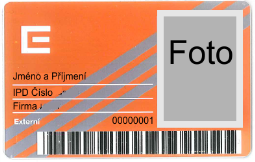 Foto
Jméno a Příjmení
IPD Číslo
Firma
Externí 00000001